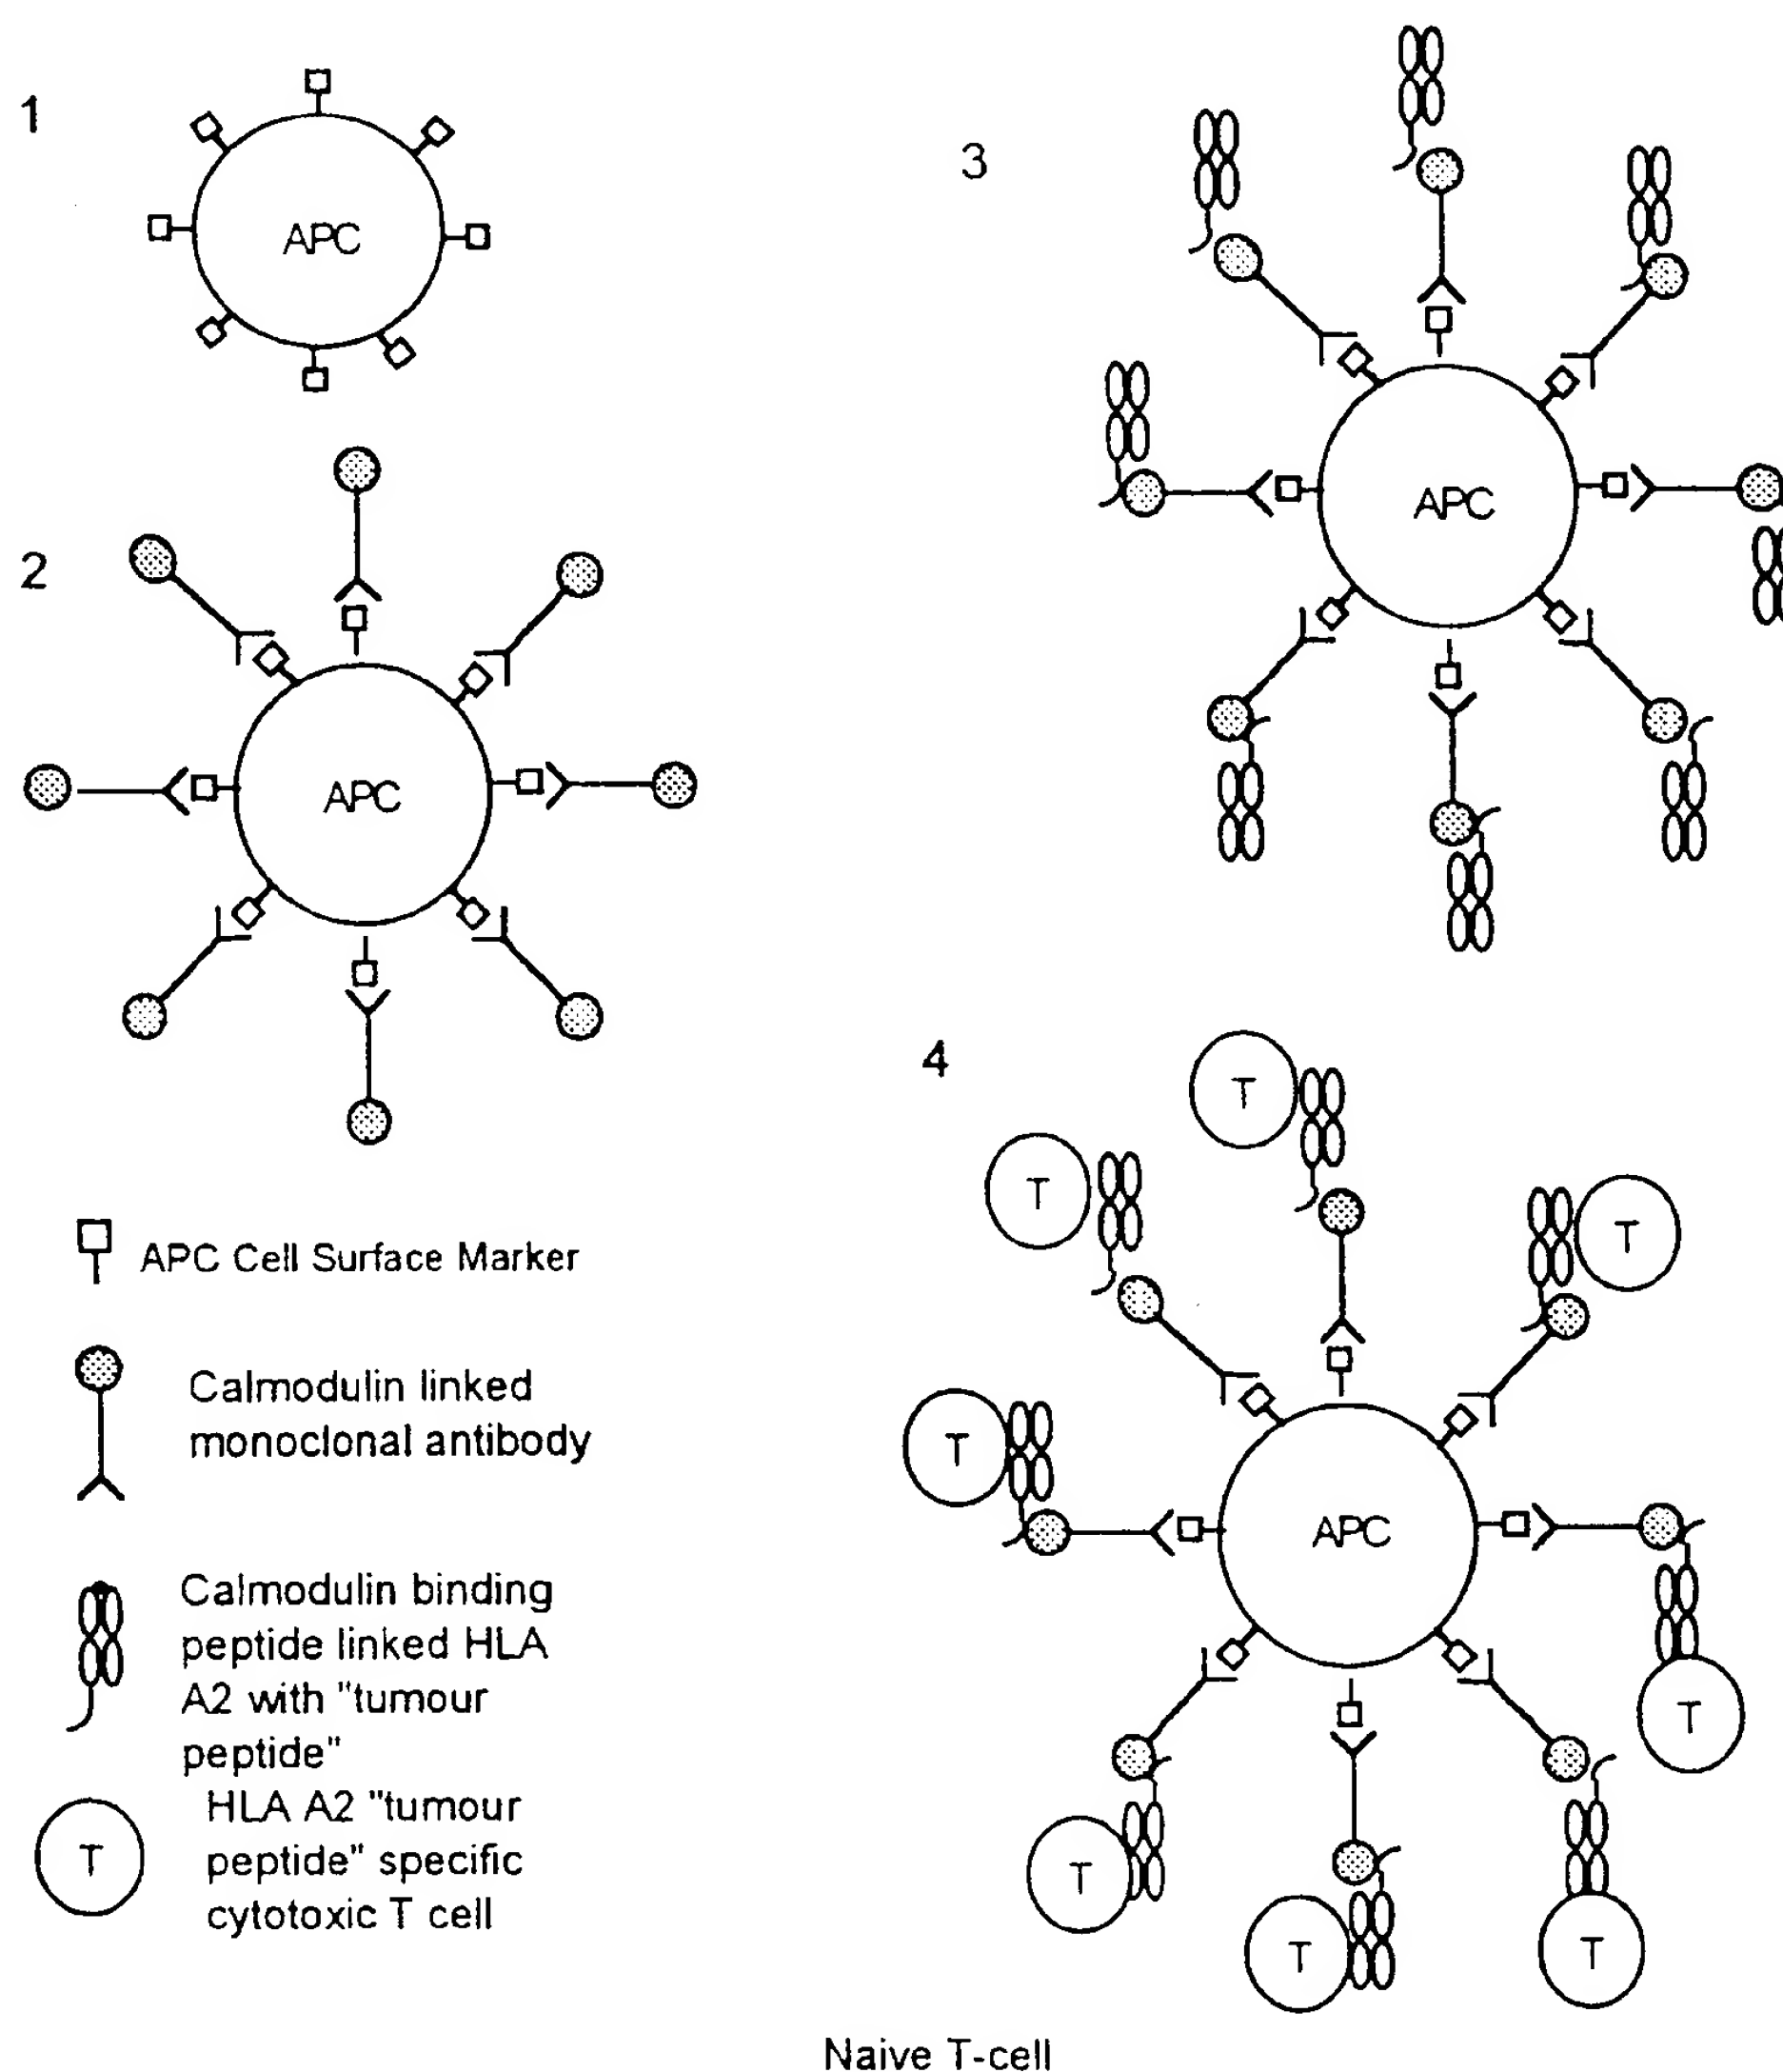 1
APC
2
APC
APC Cell Surface Marker
Calmodulin linked
monoclonal antibody
Calmodulin binding
peptide linked HLA
A2 with "tumour
peptide"
T
HLA A2 "tumour
peptide" specific
cytotoxic T cell
3
APC
4
T
T
T
T
APC
T
T
T
T
Naive T-cell